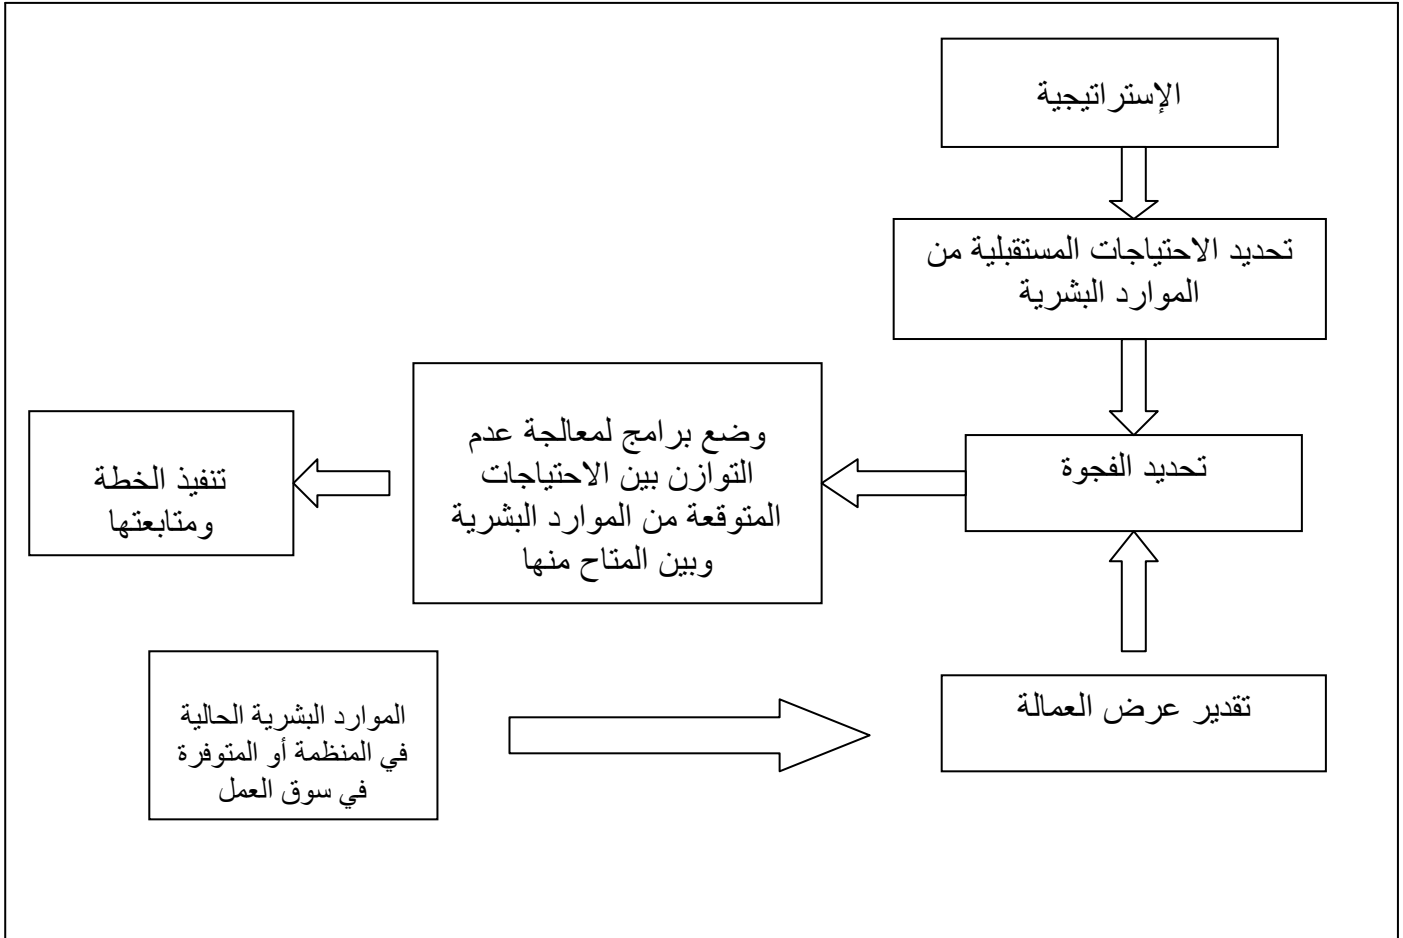 الإستراتيجية
تحديد الاحتياجات المستقبلية من
الموارد البشرية
تحديد الفجوة
وضع برامج لمعالجة عدم
التوازن بين الاحتياجات
المتوقعة من الموارد البشرية
وبين المتاح منها
تنفيذ الخطة
ومتابعتها
تقدير عرض العمالة
الموارد البشرية الحالية
في المنظمة أو المتوفرة
في سوق العمل